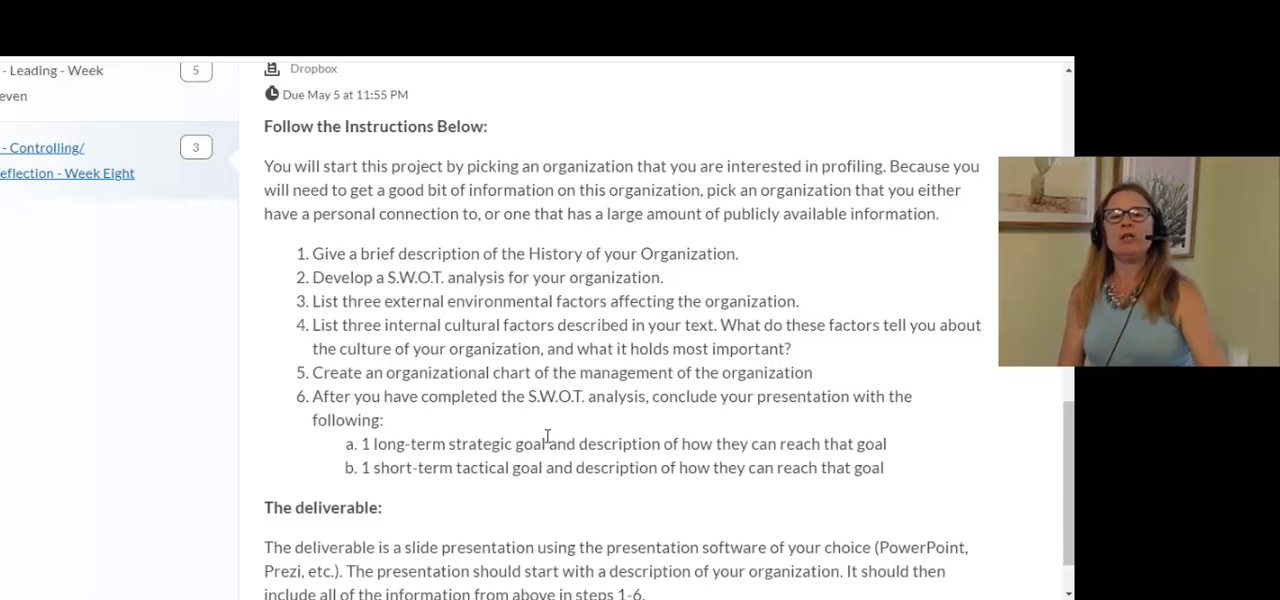 - Leading - Week
even
5
- Controlling/
eflection - Week Eight
3
Dropbox
Due May 5 at 11:55 PM
Follow the Instructions Below:
You will start this project by picking an organization that you are interested in profiling. Because you
will need to get a good bit of information on this organization, pick an organization that you either
have a personal connection to, or one that has a large amount of publicly available information.
1. Give a brief description of the History of your Organization.
2. Develop a S.W.O.T. analysis for your organization.
3. List three external environmental factors affecting the organization.
4. List three internal cultural factors described in your text. What do these factors tell you about
the culture of your organization, and what it holds most important?
5. Create an organizational chart of the management of the organization
6. After you have completed the S.W.O.T. analysis, conclude your presentation with the
following:
a. 1 long-term strategic goal and description of how they can reach that goal
b. 1 short-term tactical goal and description of how they can reach that goal
The deliverable:
The deliverable is a slide presentation using the presentation software of your choice (PowerPoint,
Prezi, etc.). The presentation should start with a description of your organization. It should then
include all of the information from above in steps 1-6.